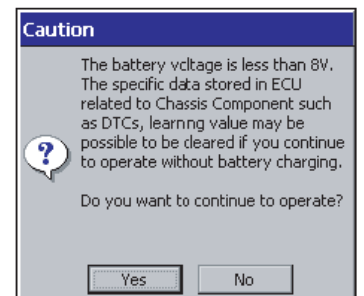 Caution
The battery vcltage is less than 8V.
The specific data stored in ECU
related to Chassis Component such
as DTCs, learnng value may be
possible to be cleared if you continue
to operate without battery charging.
Do you want to continue to operate?
Yes No